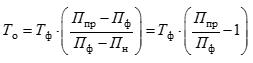 Tо = Tф · ( (Ппр − Пф) / (Пф − Пн) ) = Tф · ( Ппр / Пф − 1 )